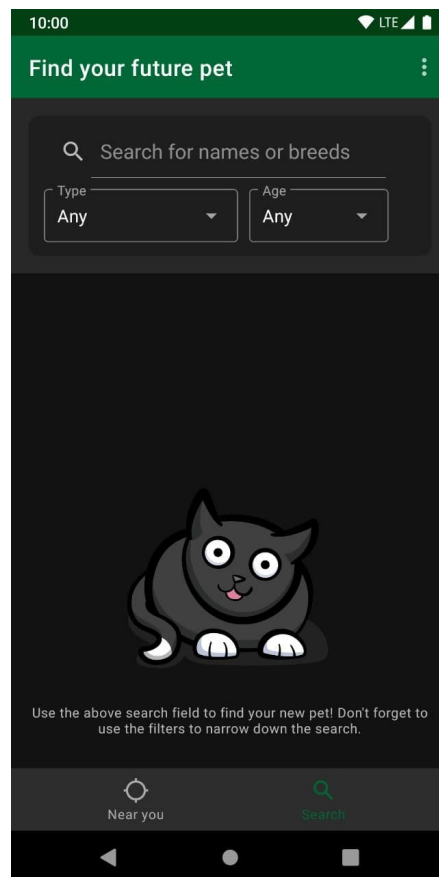 10:00
LTE
Find your future pet
Search for names or breeds
Type
Any
Age
Any
Use the above search field to find your new pet! Don't forget to
use the filters to narrow down the search.
Near you
Search